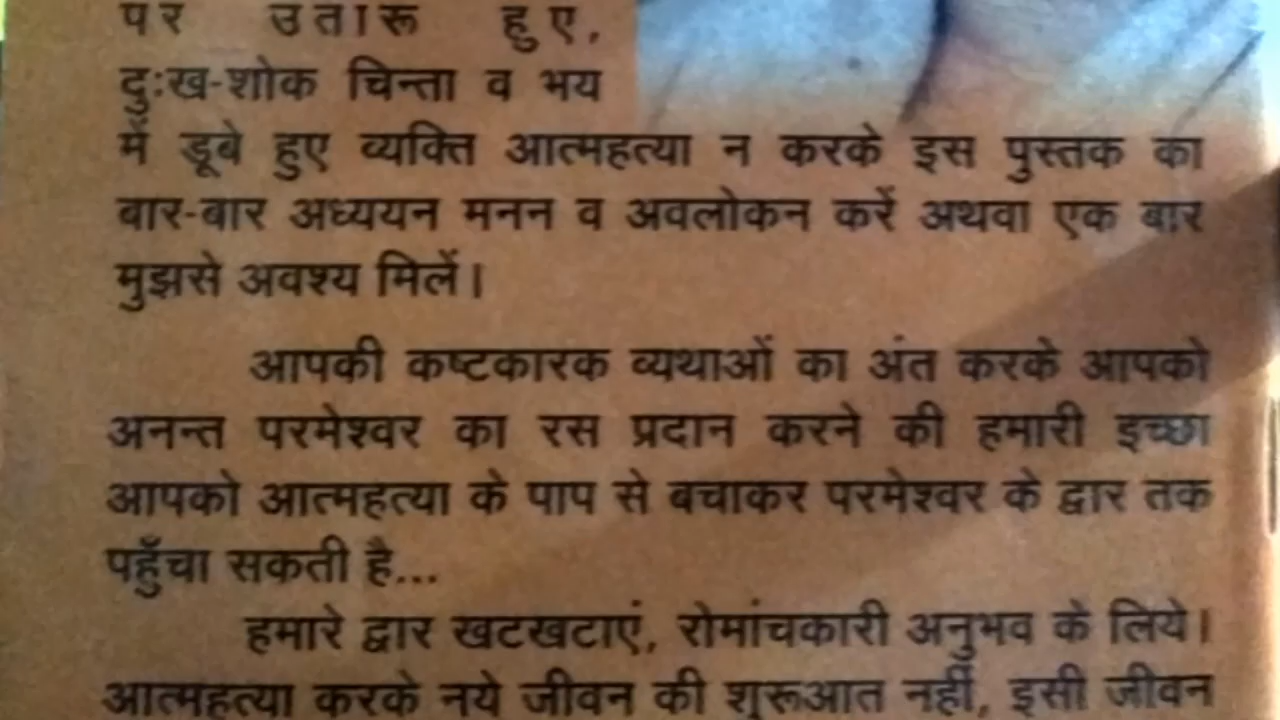 पर उतारू हुए,
दुःख-शोक चिन्ता व भय
में डूबे हुए व्यक्ति आत्महत्या न करके इस पुस्तक का
बार-बार अध्ययन मनन व अवलोकन करें अथवा एक बार
मुझसे अवश्य मिलें।
आपकी कष्टकारक व्यथाओं का अंत करके आपको
अनन्त परमेश्वर का रस प्रदान करने की हमारी इच्छा
आपको आत्महत्या के पाप से बचाकर परमेश्वर के द्वार तक
पहुँचा सकती है...
हमारे द्वार खटखटाएं, रोमांचकारी अनुभव के लिये।
आत्महत्या करके नये जीवन की शुरूआत नहीं, इसी जीवन